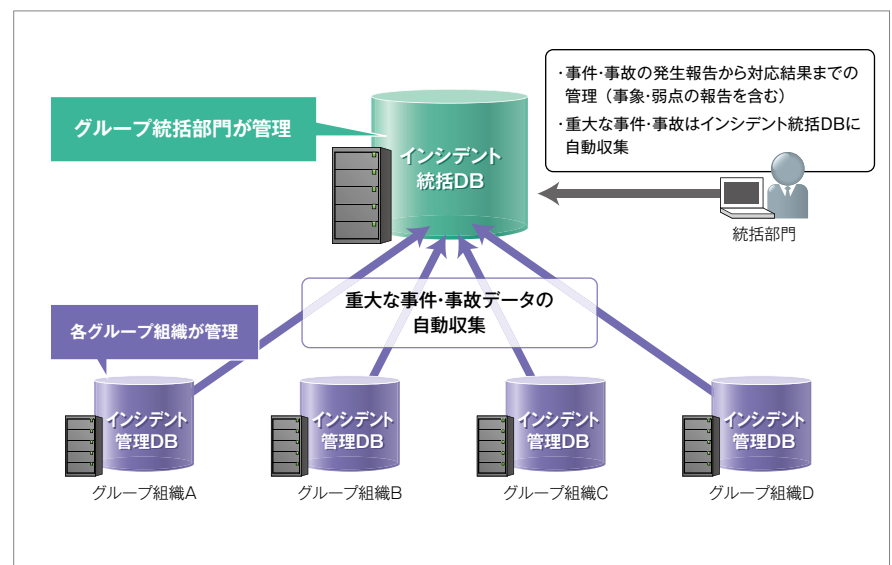 ・事件・事故の発生報告から対応結果までの
管理（事象・弱点の報告を含む）
・重大な事件・事故はインシデント統括DBに
自動収集
グループ統括部門が管理
インシデント
統括DB
統括部門
重大な事件・事故データの
自動収集
各グループ組織が管理
インシデント
管理DB
インシデント
管理DB
インシデント
管理DB
インシデント
管理DB
グループ組織A
グループ組織B
グループ組織C
グループ組織D